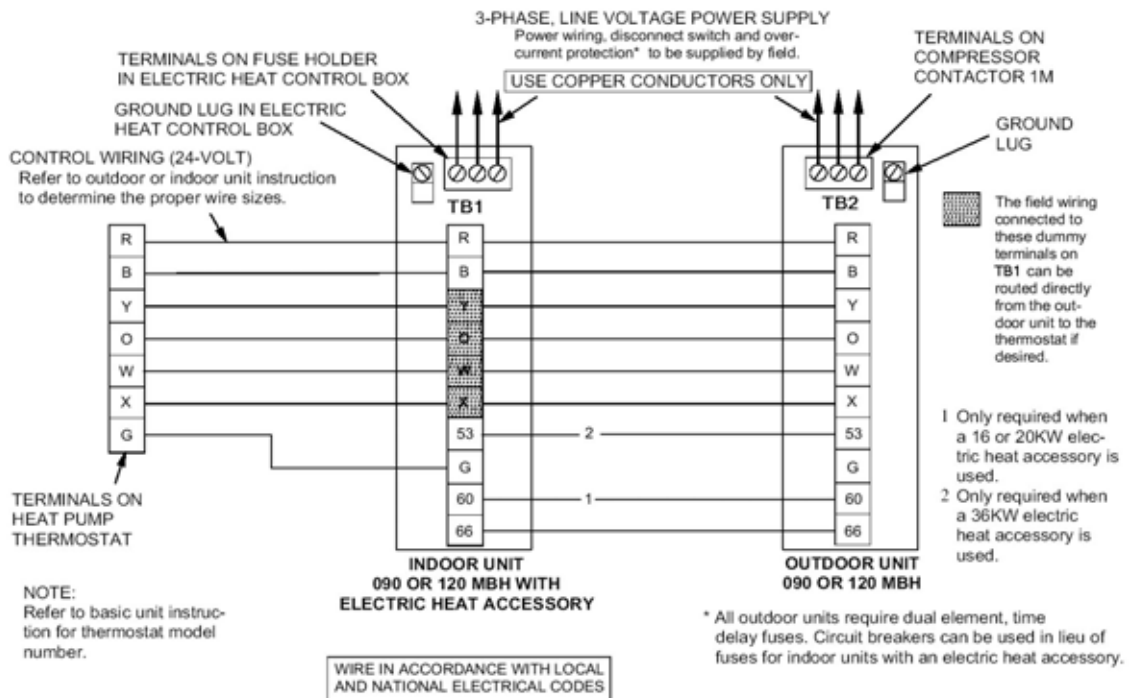 3-PHASE, LINE VOLTAGE POWER SUPPLY
Power wiring, disconnect switch and over-
current protection* to be supplied by field.
USE COPPER CONDUCTORS ONLY
TERMINALS ON FUSE HOLDER
IN ELECTRIC HEAT CONTROL BOX
GROUND LUG IN ELECTRIC
HEAT CONTROL BOX
TERMINALS ON
COMPRESSOR
CONTACTOR 1M
GROUND
LUG
CONTROL WIRING (24-VOLT)
Refer to outdoor or indoor unit instruction
to determine the proper wire sizes.
TB1
TB2
The field wiring
connected to
these dummy
terminals on
TB1 can be
routed directly
from the out-
door unit to the
thermostat if
desired.
R R R
B B B
Y Y Y
O O O
W W W
X X X
G 53 2 53
G G
60 1 60
66 66
1 Only required when
a 16 or 20KW elec-
tric heat accessory is
used.
2 Only required when
a 36KW electric
heat accessory is
used.
TERMINALS ON
HEAT PUMP
THERMOSTAT
INDOOR UNIT
090 OR 120 MBH WITH
ELECTRIC HEAT ACCESSORY
OUTDOOR UNIT
090 OR 120 MBH
NOTE:
Refer to basic unit instruc-
tion for thermostat model
number.
* All outdoor units require dual element, time
delay fuses. Circuit breakers can be used in lieu of
fuses for indoor units with an electric heat accessory.
WIRE IN ACCORDANCE WITH LOCAL
AND NATIONAL ELECTRICAL CODES